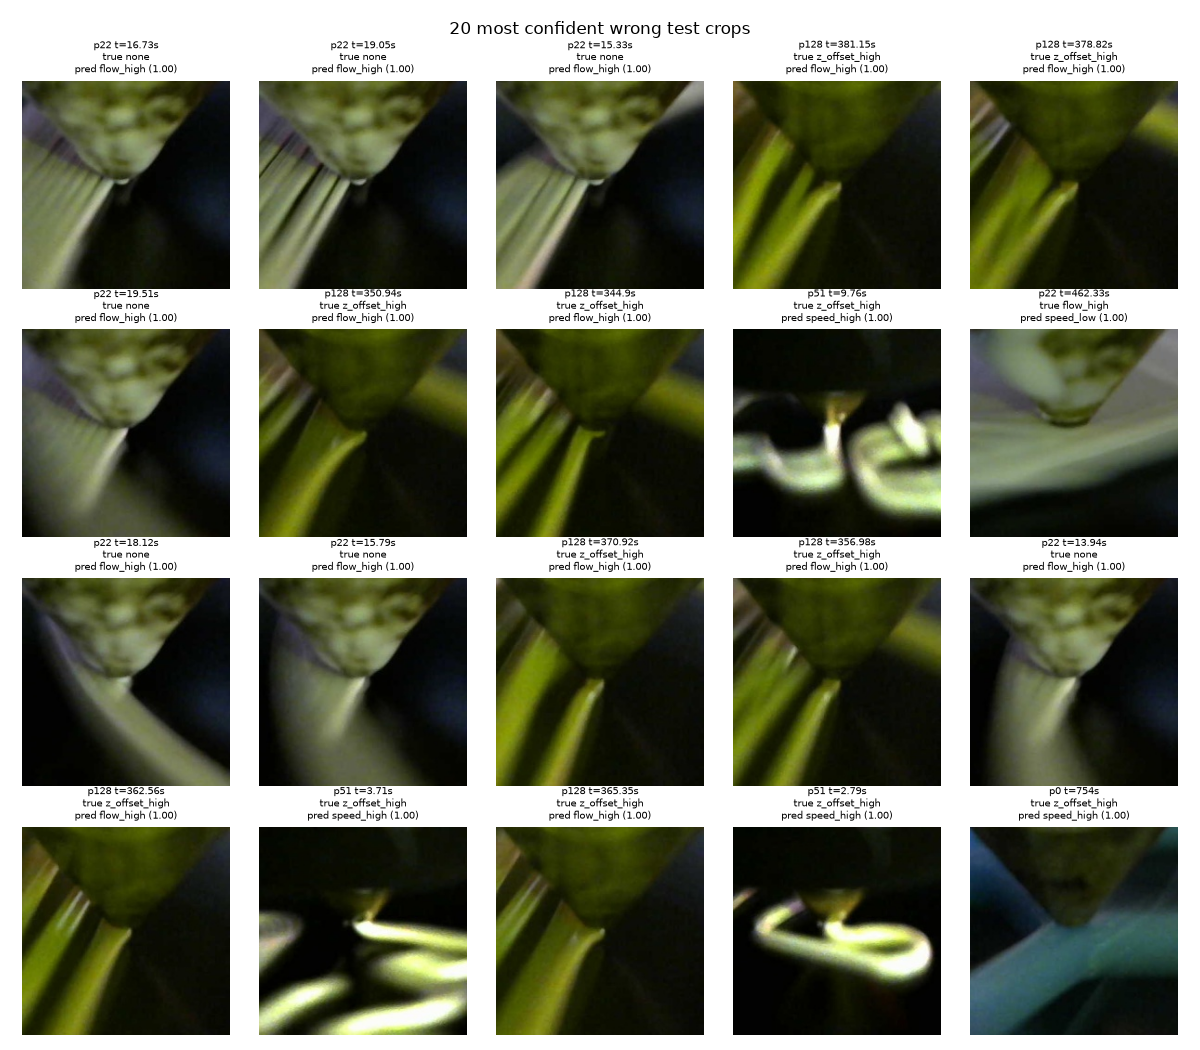 20 most confident wrong test crops
p22 t=16.73s
true none
pred flow_high (1.00)
p22 t=19.05s
true none
pred flow_high (1.00)
p22 t=15.33s
true none
pred flow_high (1.00)
p128 t=381.15s
true z_offset_high
pred flow_high (1.00)
p128 t=378.82s
true z_offset_high
pred flow_high (1.00)
p22 t=19.51s
true none
pred flow_high (1.00)
p128 t=350.94s
true z_offset_high
pred flow_high (1.00)
p128 t=344.9s
true z_offset_high
pred flow_high (1.00)
p51 t=9.76s
true z_offset_high
pred speed_high (1.00)
p22 t=462.33s
true flow_high
pred speed_low (1.00)
p22 t=18.12s
true none
pred flow_high (1.00)
p22 t=15.79s
true none
pred flow_high (1.00)
p128 t=370.92s
true z_offset_high
pred flow_high (1.00)
p128 t=356.98s
true z_offset_high
pred flow_high (1.00)
p22 t=13.94s
true none
pred flow_high (1.00)
p128 t=362.56s
true z_offset_high
pred flow_high (1.00)
p51 t=3.71s
true z_offset_high
pred speed_high (1.00)
p128 t=365.35s
true z_offset_high
pred flow_high (1.00)
p51 t=2.79s
true z_offset_high
pred speed_high (1.00)
p0 t=754s
true z_offset_high
pred speed_high (1.00)